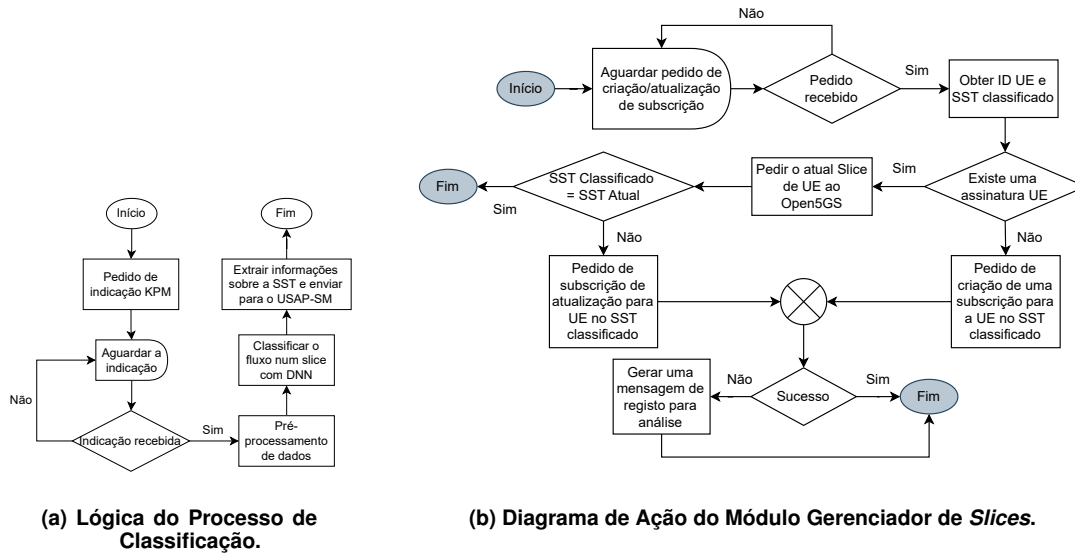 Início
Pedido de
indicação KPM
Aguardar a
indicação
Não
Indicação recebida
Sim
Pré-
processamento
de dados
Classificar o
fluxo num slice
com DNN
Extrair informações
sobre a SST e enviar
para o USAP-SM
Fim
(a) Lógica do Processo de
Classificação.
Início
Aguardar pedido de
criação/atualização
de subscrição
Não
Pedido
recebido
Sim
Obter ID UE e
SST classificado
Existe uma
assinatura UE
Sim
Pedir o atual Slice
de UE ao
Open5GS
SST Classificado
= SST Atual
Sim
Fim
Não
Pedido de
subscrição de
atualização para
UE no SST
classificado
Não
Pedido de
criação de uma
subscrição para
a UE no SST
classificado
Sucesso
Não
Gerar uma
mensagem de
registo para
análise
Sim
Fim
(b) Diagrama de Ação do Módulo Gerenciador de Slices.